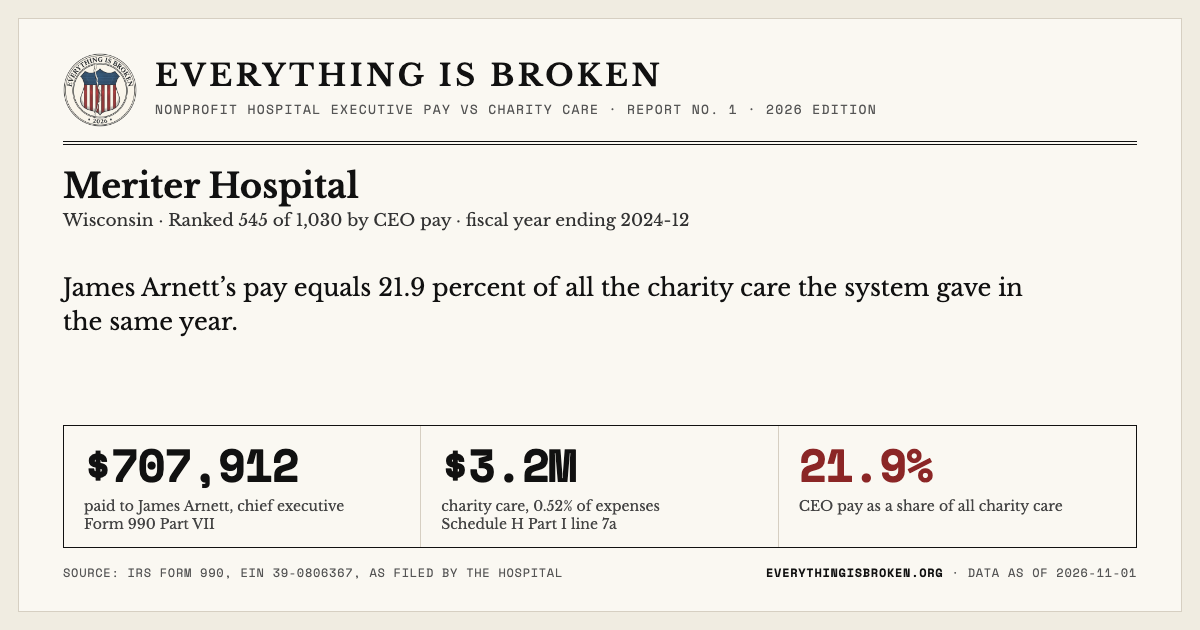 EVERYTHING IS BROKEN
· 2026 ·
EVERYTHING IS BROKEN
NONPROFIT HOSPITAL EXECUTIVE PAY VS CHARITY CARE · REPORT NO. 1 · 2026 EDITION
Meriter Hospital
Wisconsin · Ranked 545 of 1,030 by CEO pay · fiscal year ending 2024-12
James Arnett’s pay equals 21.9 percent of all the charity care the system gave in
the same year.
$707,912
paid to James Arnett, chief executive
Form 990 Part VII
$3.2M
charity care, 0.52% of expenses
Schedule H Part I line 7a
21.9%
CEO pay as a share of all charity care
SOURCE: IRS FORM 990, EIN 39-0806367, AS FILED BY THE HOSPITAL
EVERYTHINGISBROKEN.ORG · DATA AS OF 2026-11-01